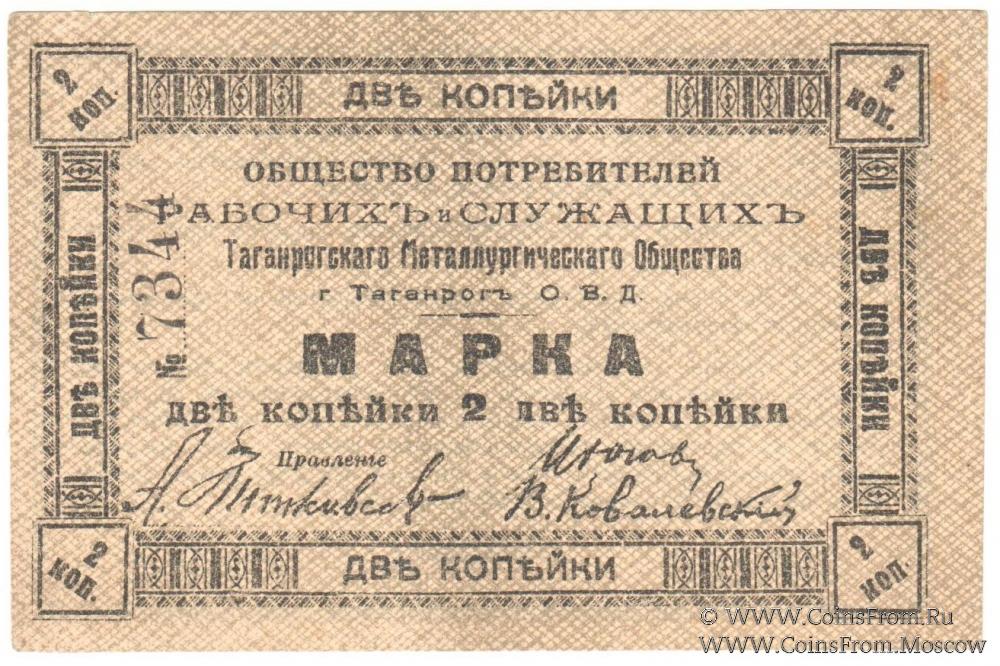 2 коп.
ДВѢ КОПѢЙКИ
2 коп.
ОБЩЕСТВО ПОТРЕБИТЕЛЕЙ
РАБОЧИХЪ и СЛУЖАЩИХЪ
Таганрогскаго Металлургическаго Общества
г Таганрогъ О. В. Д.
МАРКА
ДВѢ КОПѢЙКИ 2 ДВѢ КОПѢЙКИ
Правленіе
В. Ковалевский
ДВѢ КОПѢЙКИ
№ 7344
ДВѢ КОПѢЙКИ
2 коп.
ДВѢ КОПѢЙКИ
2 коп.
© WWW.CoinsFrom.Ru
WWW.CoinsFrom.Moscow